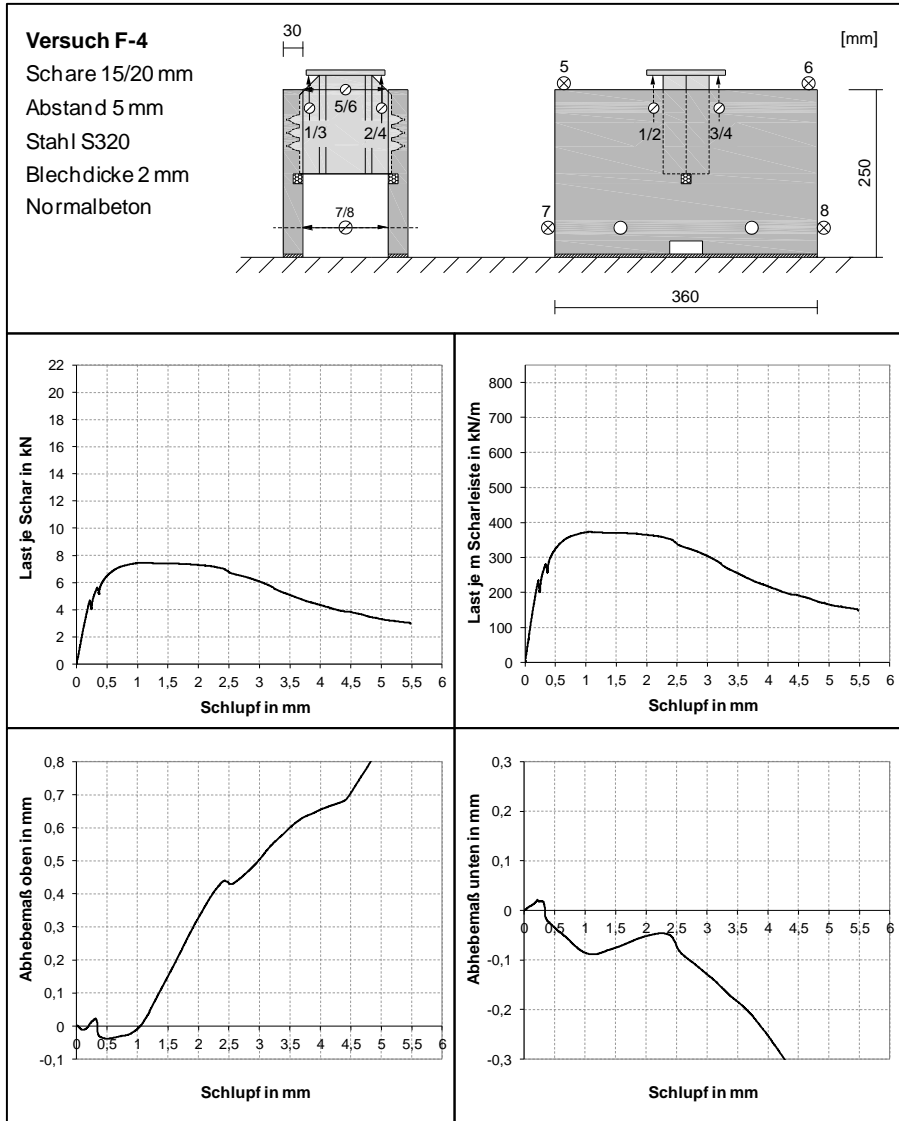 Versuch F-4
Schare 15/20 mm
Abstand 5 mm
Stahl S320
Blechdicke 2 mm
Normalbeton
30
5/6
1/3 2/4
7/8
[mm]
5 6
1/2 3/4
7 8
250
360
Last je Schar in kN
22
20
18
16
14
12
10
8
6
4
2
0
0 0,5 1 1,5 2 2,5 3 3,5 4 4,5 5 5,5 6
Schlupf in mm
Last je m Scharleiste in kN/m
800
700
600
500
400
300
200
100
0
0 0,5 1 1,5 2 2,5 3 3,5 4 4,5 5 5,5 6
Schlupf in mm
Abhebemaß oben in mm
0,8
0,7
0,6
0,5
0,4
0,3
0,2
0,1
0
-0,1
0 0,5 1 1,5 2 2,5 3 3,5 4 4,5 5 5,5 6
Schlupf in mm
Abhebemaß unten in mm
0,3
0,2
0,1
0
-0,1
-0,2
-0,3
0 0,5 1 1,5 2 2,5 3 3,5 4 4,5 5 5,5 6
Schlupf in mm